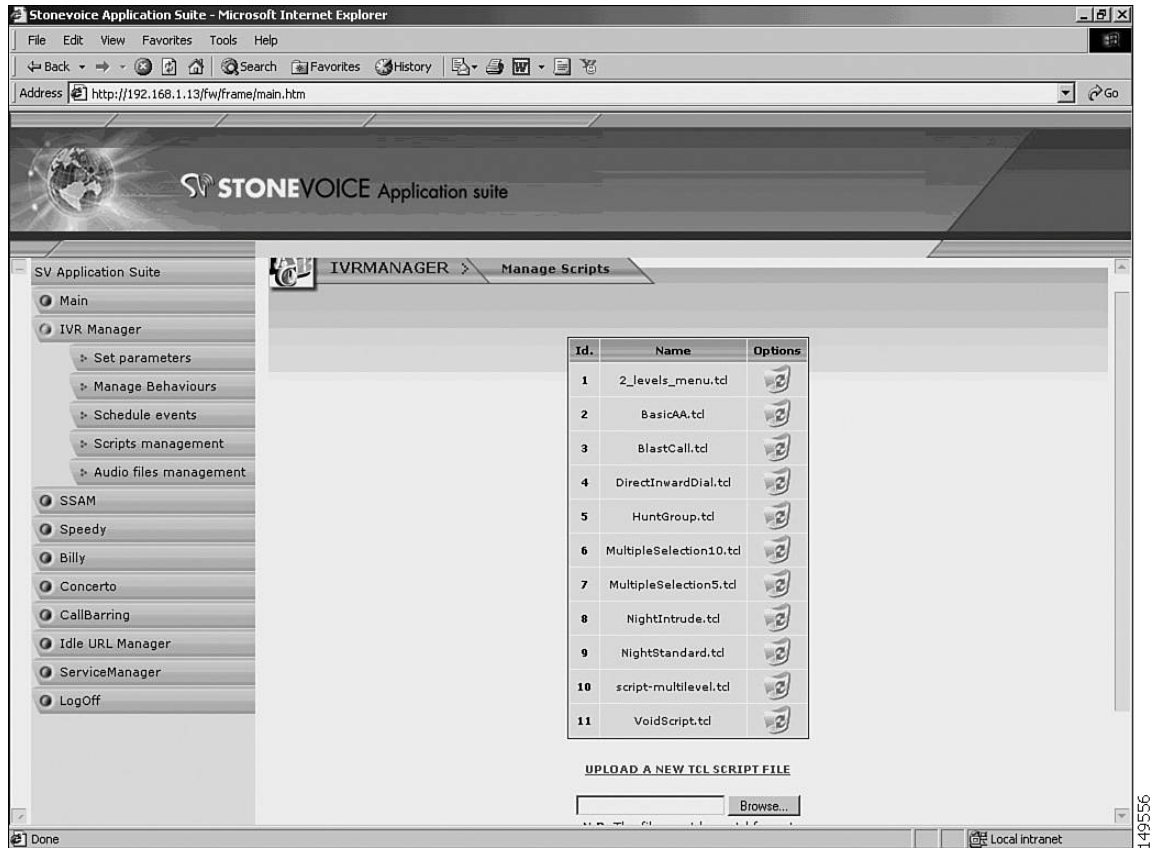 Stonevoice Application Suite - Microsoft Internet Explorer
File Edit View Favorites Tools Help
Back Search Favorites History
Address http://192.168.1.13/fw/frame/main.htm Go
SV STONEVOICE Application suite
SV Application Suite
Main
IVR Manager
Set parameters
Manage Behaviours
Schedule events
Scripts management
Audio files management
SSAM
Speedy
Billy
Concerto
CallBarring
Idle URL Manager
ServiceManager
LogOff
IVRMANAGER > Manage Scripts
Id. Name Options
1 2_levels_menu.tcl
2 BasicAA.tcl
3 BlastCall.tcl
4 DirectInwardDial.tcl
5 HuntGroup.tcl
6 MultipleSelection10.tcl
7 MultipleSelection5.tcl
8 NightIntrude.tcl
9 NightStandard.tcl
10 script-multilevel.tcl
11 VoidScript.tcl
UPLOAD A NEW TCL SCRIPT FILE
Browse...
Done
Local intranet
149556